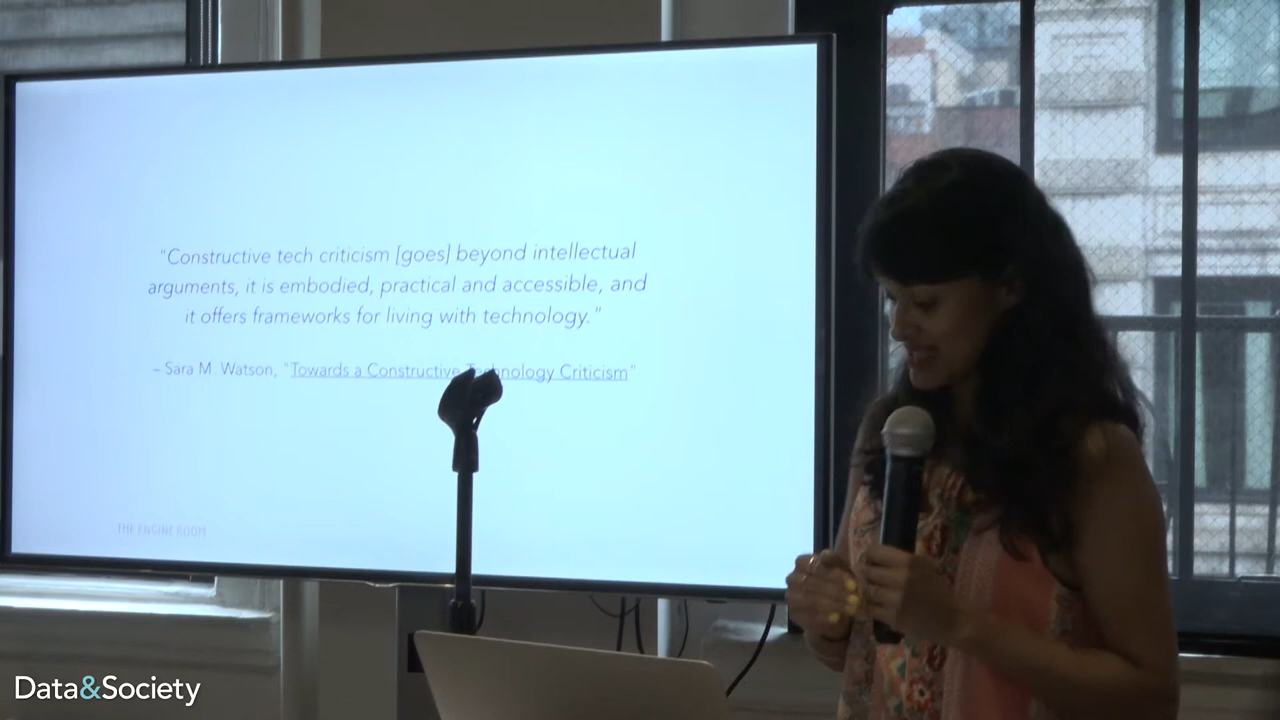 "Constructive tech criticism [goes] beyond intellectual
arguments, it is embodied, practical and accessible, and
it offers frameworks for living with technology."
– Sara M. Watson, "Towards a Constructive Technology Criticism"
THE ENGINE ROOM
Data&Society